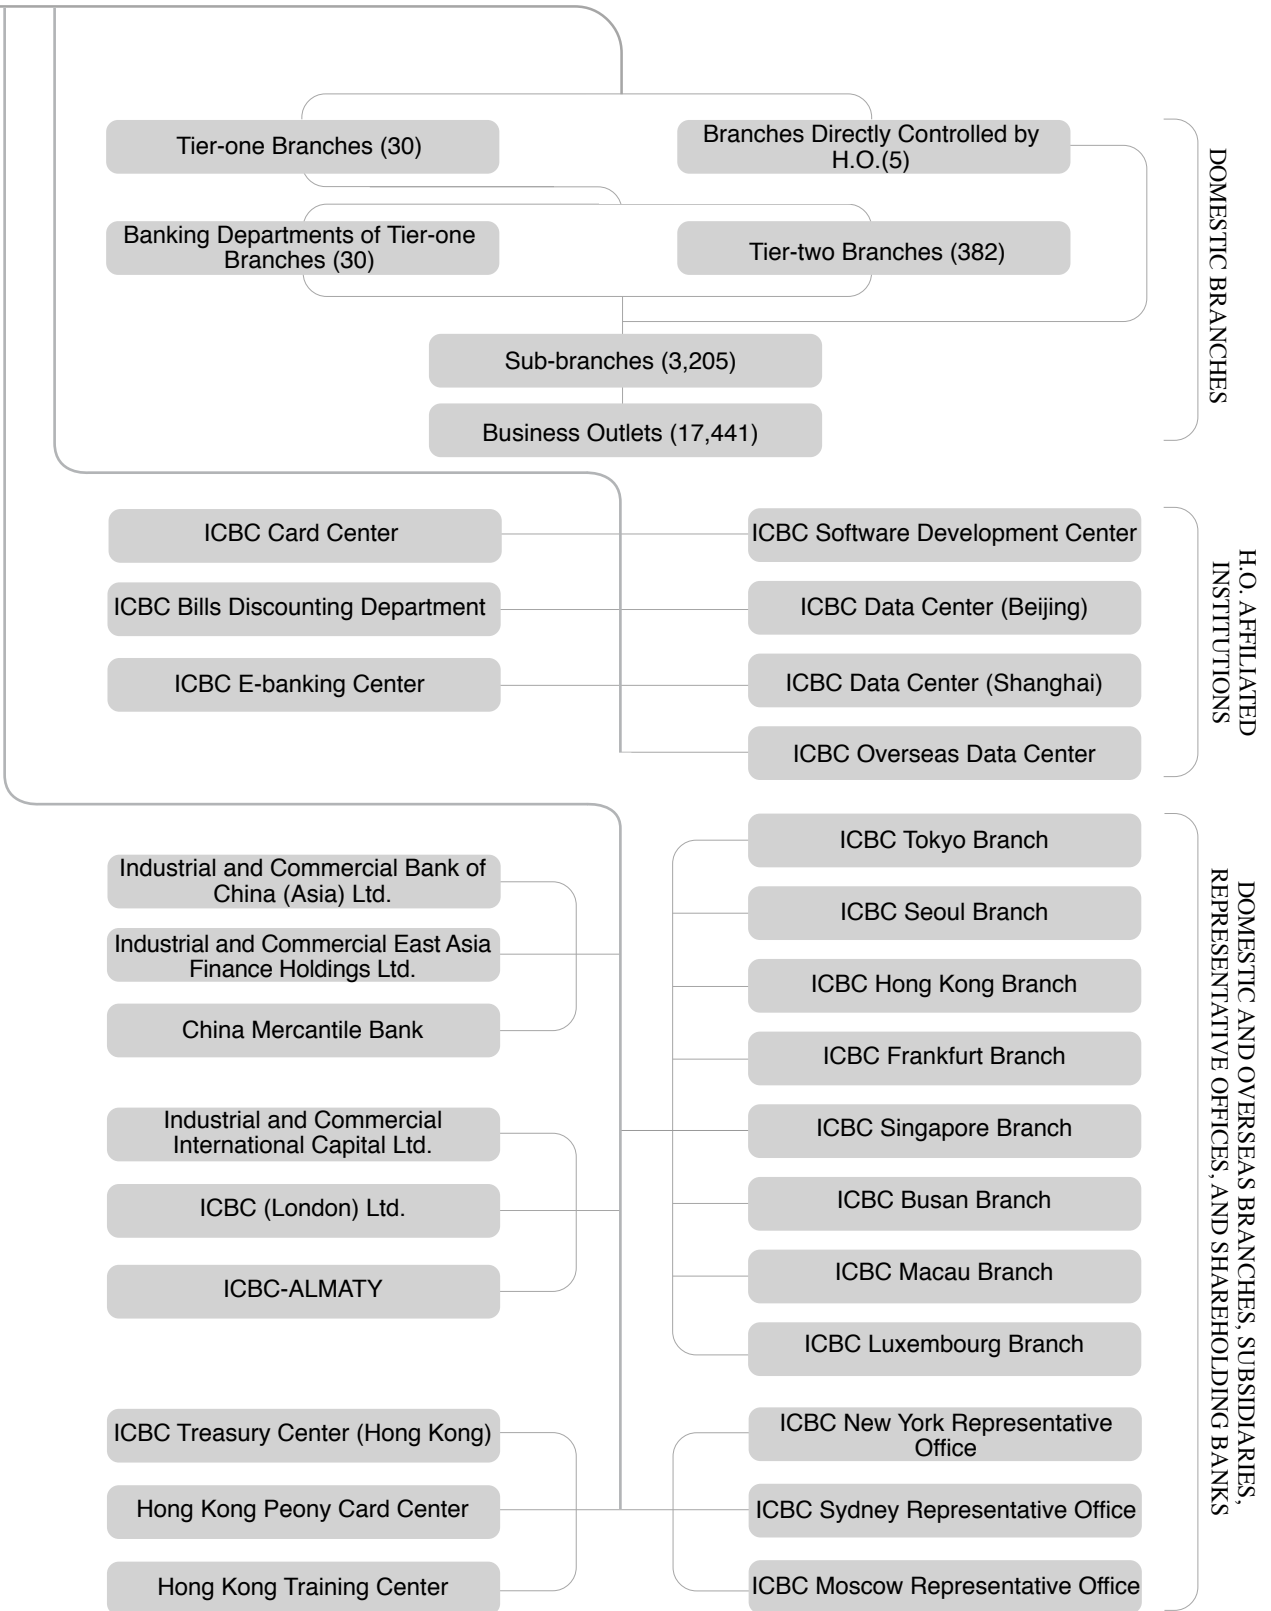 Tier-one Branches (30)
Branches Directly Controlled by
H.O.(5)
Banking Departments of Tier-one
Branches (30)
Tier-two Branches (382)
Sub-branches (3,205)
Business Outlets (17,441)
DOMESTIC BRANCHES
ICBC Card Center
ICBC Software Development Center
ICBC Bills Discounting Department
ICBC Data Center (Beijing)
ICBC E-banking Center
ICBC Data Center (Shanghai)
ICBC Overseas Data Center
H.O. AFFILIATED
INSTITUTIONS
Industrial and Commercial Bank of
China (Asia) Ltd.
Industrial and Commercial East Asia
Finance Holdings Ltd.
China Mercantile Bank
Industrial and Commercial
International Capital Ltd.
ICBC (London) Ltd.
ICBC-ALMATY
ICBC Treasury Center (Hong Kong)
Hong Kong Peony Card Center
Hong Kong Training Center
ICBC Tokyo Branch
ICBC Seoul Branch
ICBC Hong Kong Branch
ICBC Frankfurt Branch
ICBC Singapore Branch
ICBC Busan Branch
ICBC Macau Branch
ICBC Luxembourg Branch
ICBC New York Representative
Office
ICBC Sydney Representative Office
ICBC Moscow Representative Office
DOMESTIC AND OVERSEAS BRANCHES, SUBSIDIARIES,
REPRESENTATIVE OFFICES, AND SHAREHOLDING BANKS